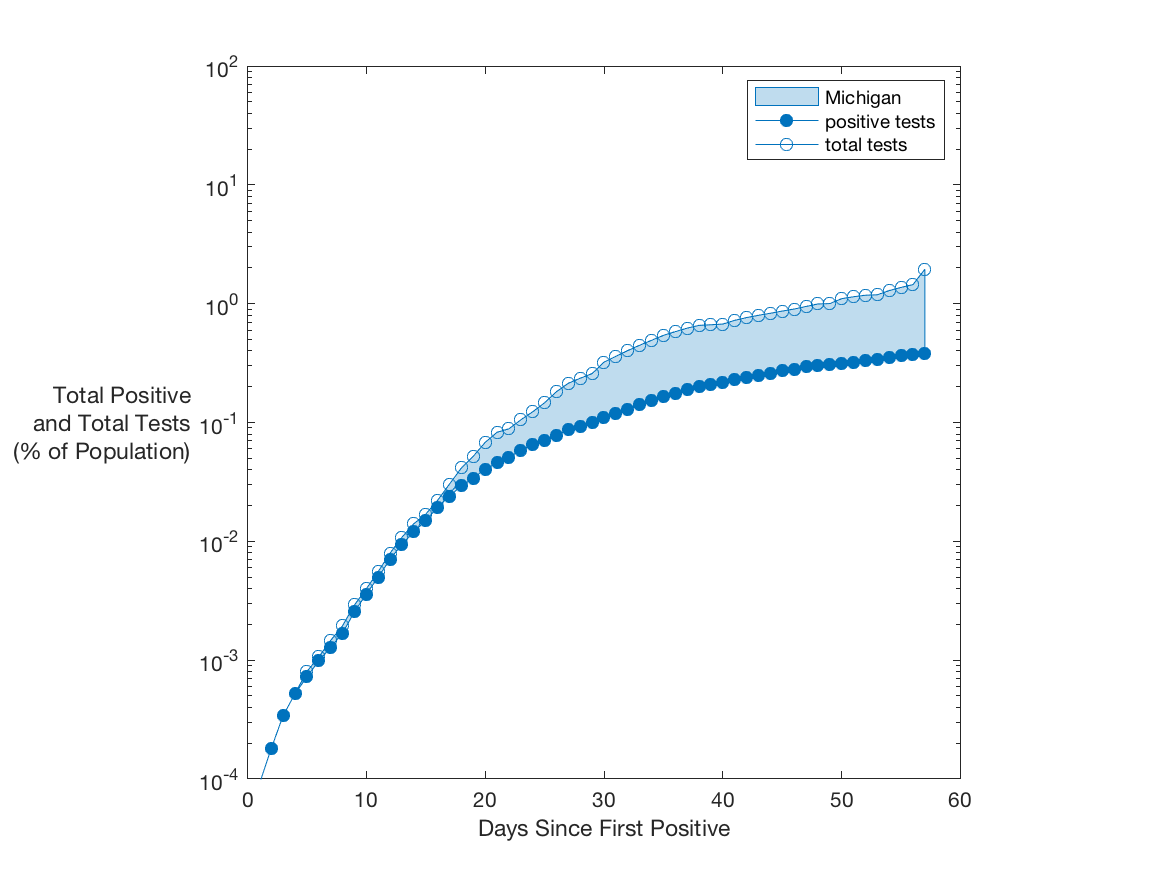 10^2
10^1
10^0
10^-1
10^-2
10^-3
10^-4
Total Positive
and Total Tests
(% of Population)
Michigan
positive tests
total tests
0 10 20 30 40 50 60
Days Since First Positive